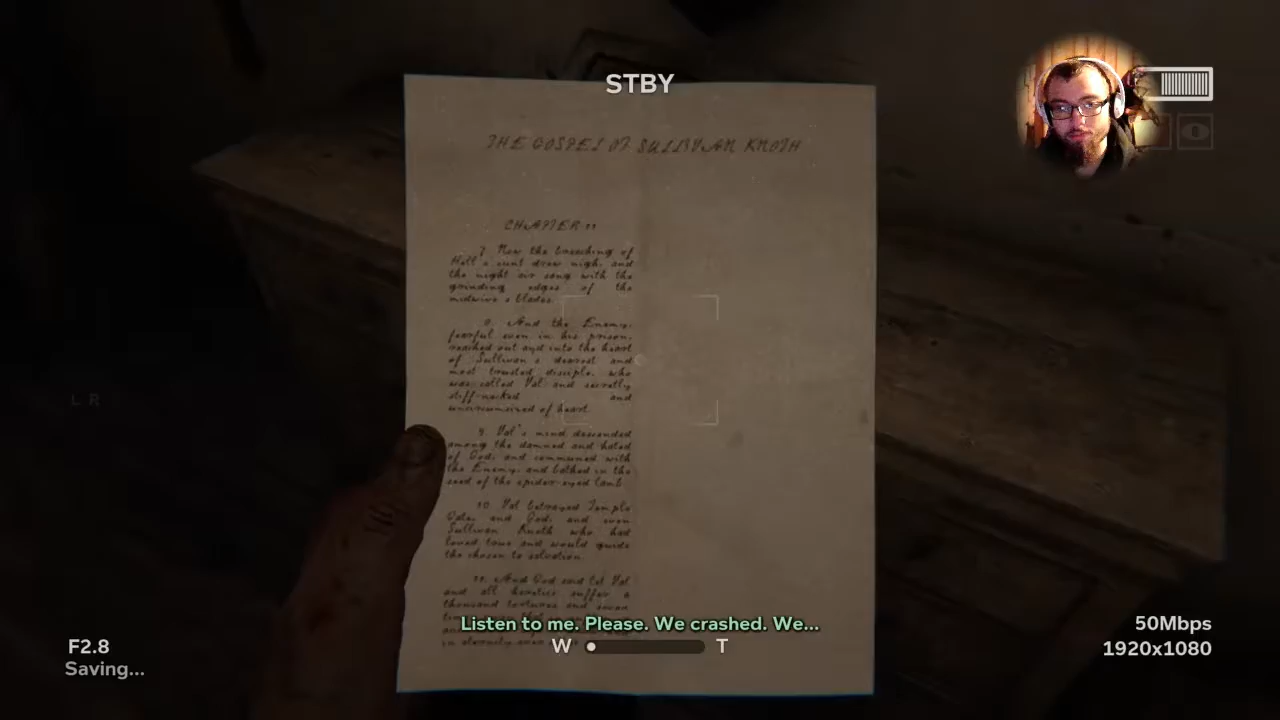 STBY
THE GOSPEL OF SULLIVAN KNOTH
CHAPTER 11
7. Now the breaching of
Hell's cunt drew nigh, and
the night air sang with the
grinding edges of the
midwive's blades.
8. And the Enemy,
fearful even in his prison,
reached out and into the heart
of Sullivan's dearest and
most trusted disciple, who
was called Val and secretly
stiff-necked and
uncircumcised of heart.
9. Val's mind descended
among the damned and hated
of God, and communed with
the Enemy, and bathed in the
seed of the spider-eyed lamb.
10. Val betrayed Temple
Gate, and God, and even
Sullivan Knoth who had
loved true and would guide
the chosen to salvation.
11. And God said let Val
and all heretics suffer a
thousand tortures and
in eternity
Listen to me. Please. We crashed. We...
W T
L R
F2.8
Saving...
50Mbps
1920x1080